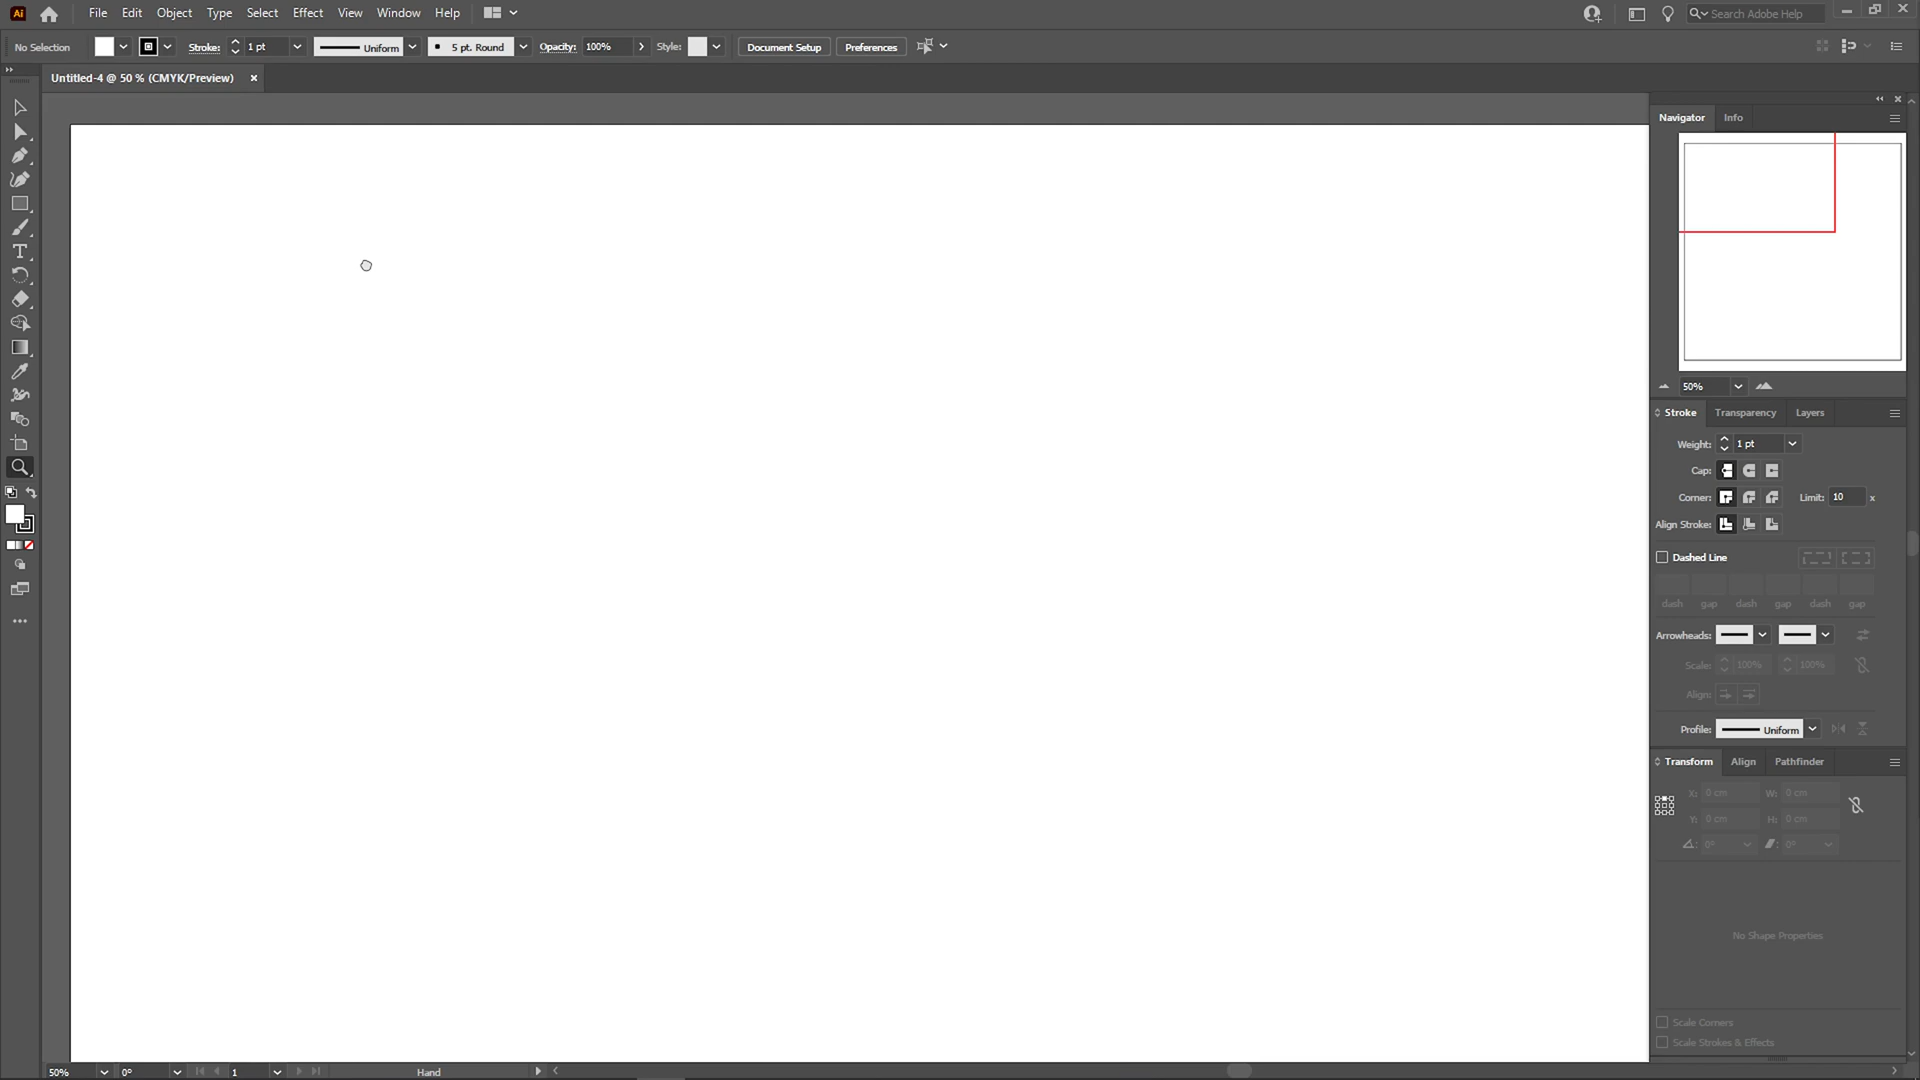 Ai File Edit Object Type Select Effect View Window Help Search Adobe Help
No Selection Stroke: 1 pt Uniform 5 pt. Round Opacity: 100% Style: Document Setup Preferences
Untitled-4 @ 50 % (CMYK/Preview)
Navigator Info
50%
Stroke Transparency Layers
Weight: 1 pt
Cap:
Corner: Limit: 10 x
Align Stroke:
Dashed Line
dash gap dash gap dash gap
Arrowheads:
Scale: 100% 100%
Align:
Profile: Uniform
Transform Align Pathfinder
X: 0 cm W: 0 cm
Y: 0 cm H: 0 cm
0° 0°
No Shape Properties
Scale Corners
Scale Strokes & Effects
50% 0° 1 Hand